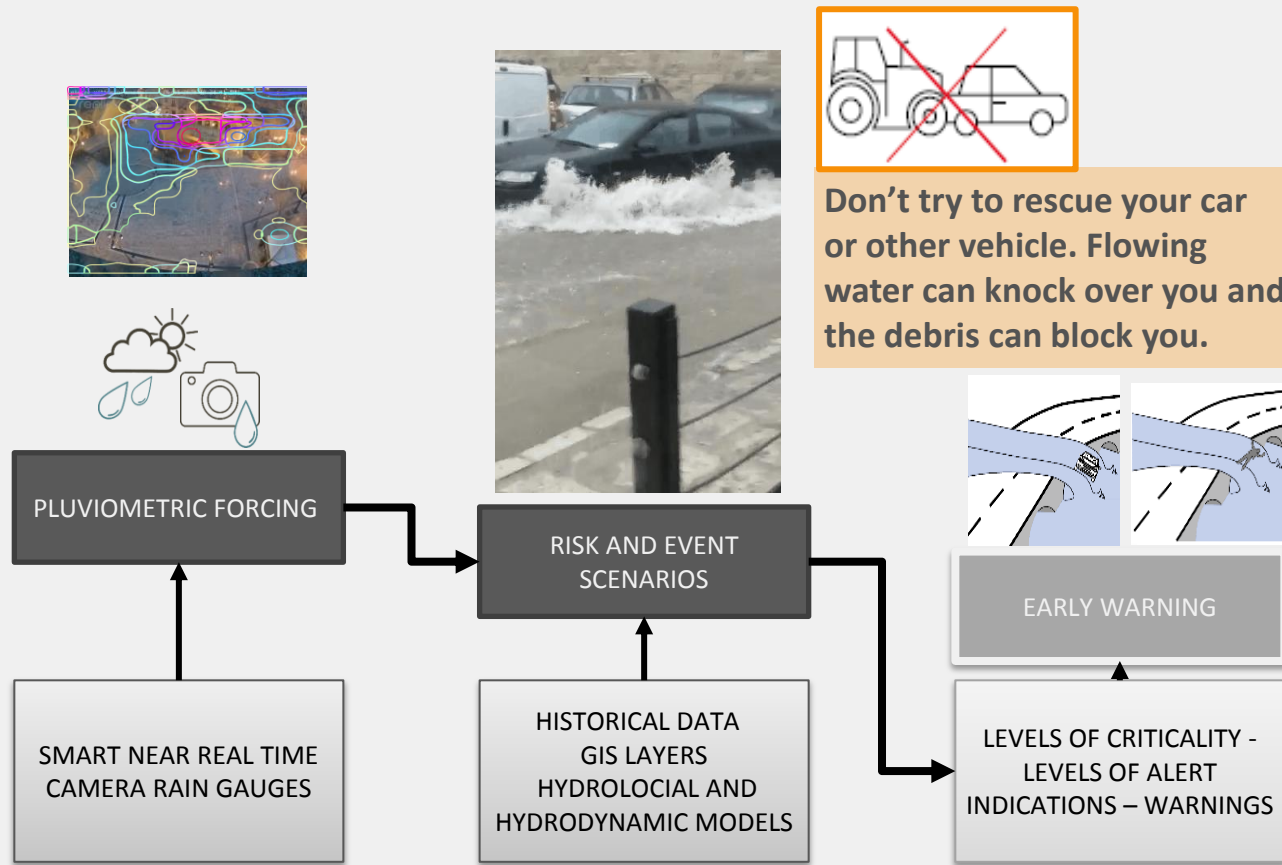 Don’t try to rescue your car
or other vehicle. Flowing
water can knock over you and
the debris can block you.
PLUVIOMETRIC FORCING
RISK AND EVENT
SCENARIOS
EARLY WARNING
SMART NEAR REAL TIME
CAMERA RAIN GAUGES
HISTORICAL DATA
GIS LAYERS
HYDROLOCIAL AND
HYDRODYNAMIC MODELS
LEVELS OF CRITICALITY -
LEVELS OF ALERT
INDICATIONS – WARNINGS